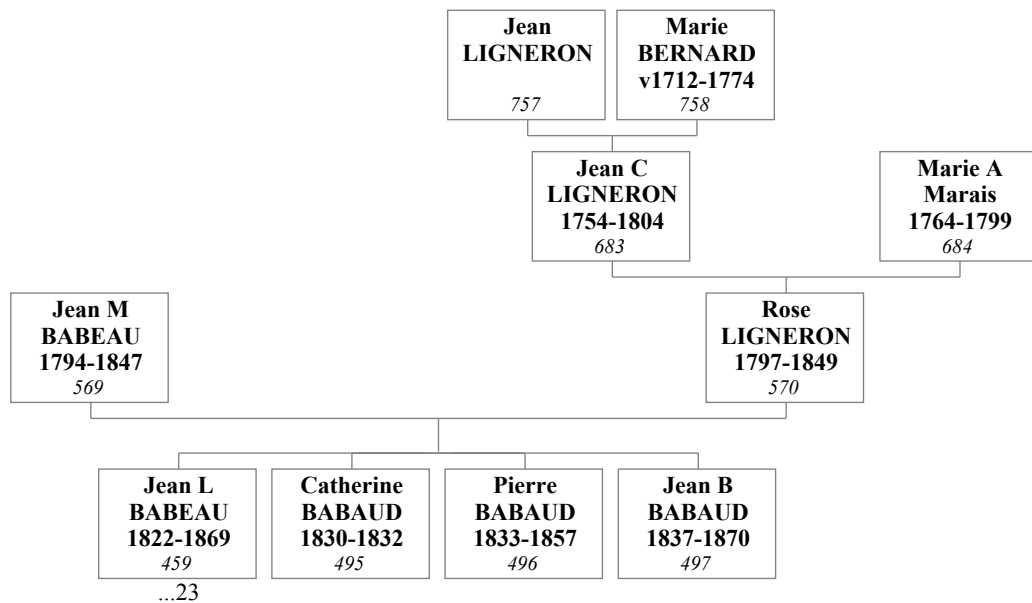 Jean
LIGNERON
757
Marie
BERNARD
v1712-1774
758
Jean C
LIGNERON
1754-1804
683
Marie A
Marais
1764-1799
684
Jean M
BABEAU
1794-1847
569
Rose
LIGNERON
1797-1849
570
Jean L
BABEAU
1822-1869
459
...23
Catherine
BABAUD
1830-1832
495
Pierre
BABAUD
1833-1857
496
Jean B
BABAUD
1837-1870
497